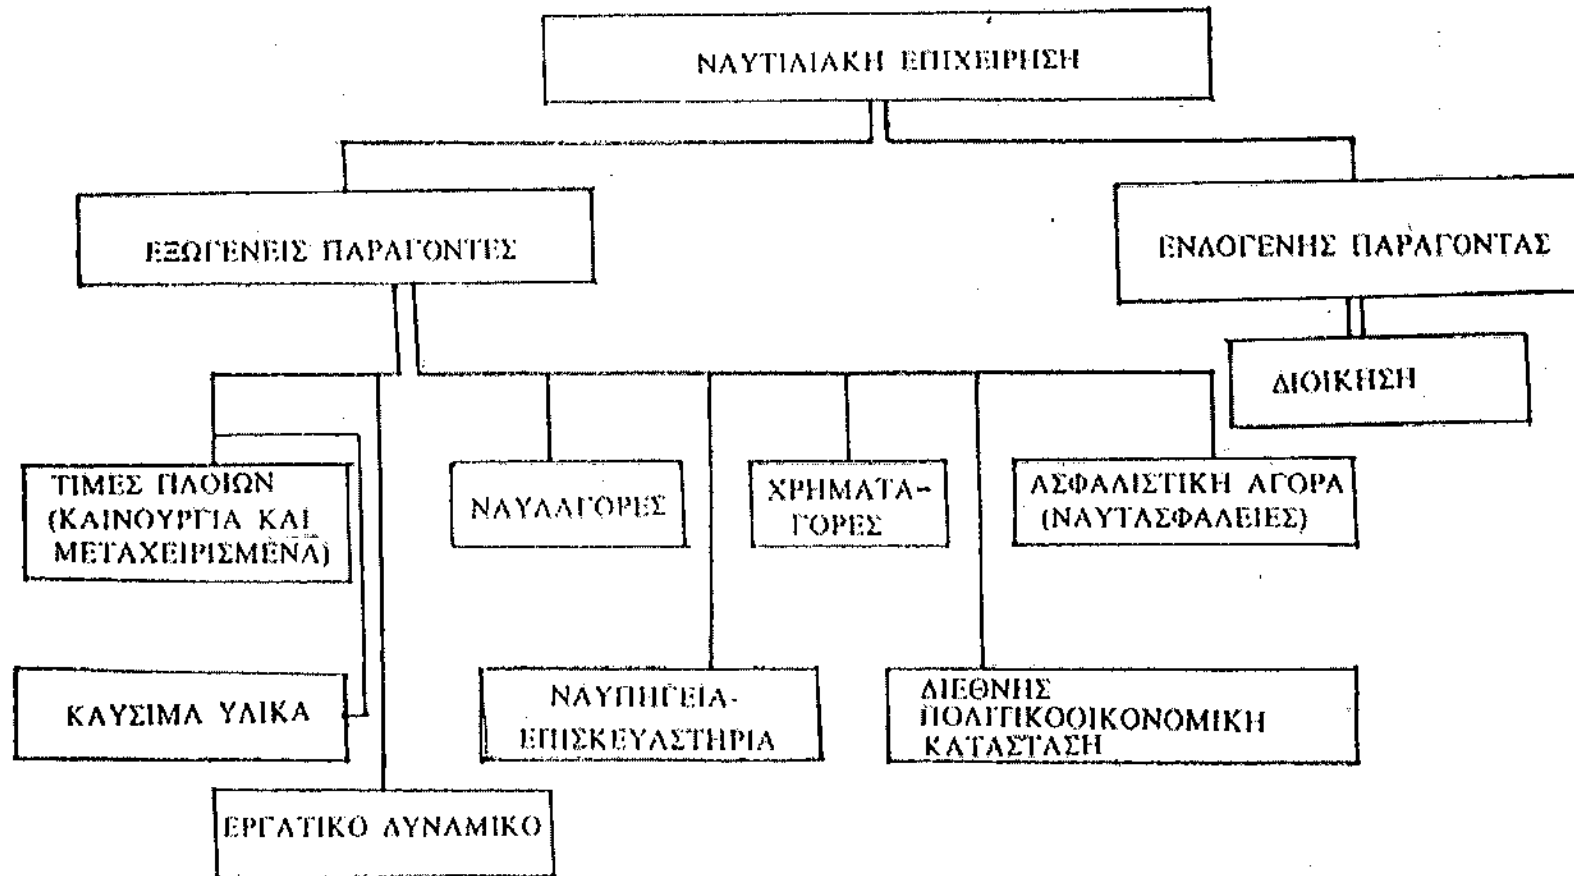 ΝΑΥΤΙΛΙΑΚΗ ΕΠΙΧΕΙΡΗΣΗ
ΕΞΩΓΕΝΕΙΣ ΠΑΡΑΓΟΝΤΕΣ
ΕΝΔΟΓΕΝΗΣ ΠΑΡΑΓΟΝΤΑΣ
ΔΙΟΙΚΗΣΗ
ΤΙΜΕΣ ΠΛΟΙΩΝ
(ΚΑΙΝΟΥΡΓΙΑ ΚΑΙ
ΜΕΤΑΧΕΙΡΙΣΜΕΝΑ)
ΝΑΥΛΑΓΟΡΕΣ
ΧΡΗΜΑΤΑ-
ΓΟΡΕΣ
ΑΣΦΑΛΙΣΤΙΚΗ ΑΓΟΡΑ
(ΝΑΥΤΑΣΦΑΛΕΙΕΣ)
ΚΑΥΣΙΜΑ ΥΛΙΚΑ
ΝΑΥΠΗΓΕΙΑ-
ΕΠΙΣΚΕΥΑΣΤΗΡΙΑ
ΔΙΕΘΝΗΣ
ΠΟΛΙΤΙΚΟΟΙΚΟΝΟΜΙΚΗ
ΚΑΤΑΣΤΑΣΗ
ΕΡΓΑΤΙΚΟ ΔΥΝΑΜΙΚΟ